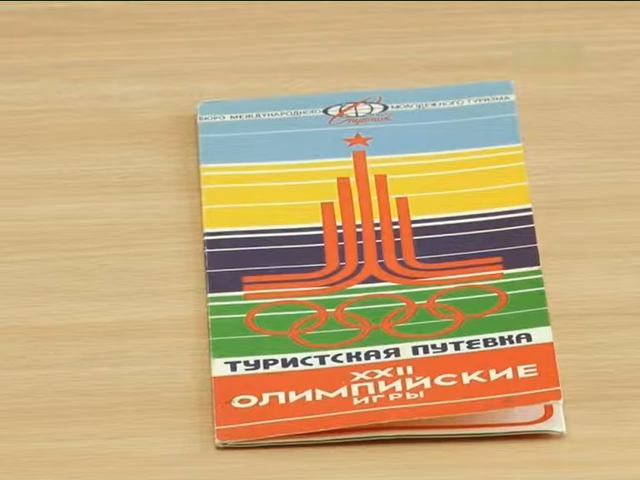 БЮРО МЕЖДУНАРОДНОГО Спутник МОЛОДЕЖНОГО ТУРИЗМА
ТУРИСТСКАЯ ПУТЕВКА
XXII
ОЛИМПИЙСКИЕ
ИГРЫ